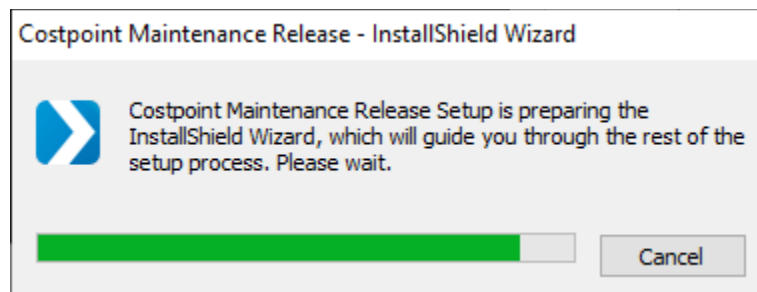 Costpoint Maintenance Release - InstallShield Wizard
Costpoint Maintenance Release Setup is preparing the
InstallShield Wizard, which will guide you through the rest of the
setup process. Please wait.
Cancel